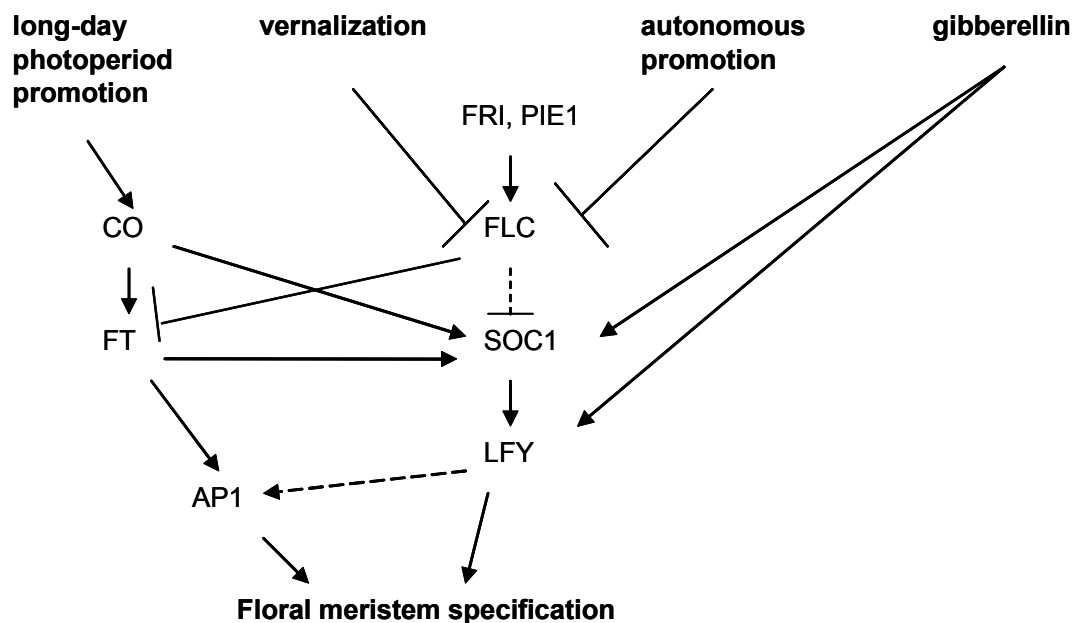 long-day
photoperiod
promotion
vernalization
autonomous
promotion
gibberellin
FRI, PIE1
CO
FLC
FT
SOC1
LFY
AP1
Floral meristem specification